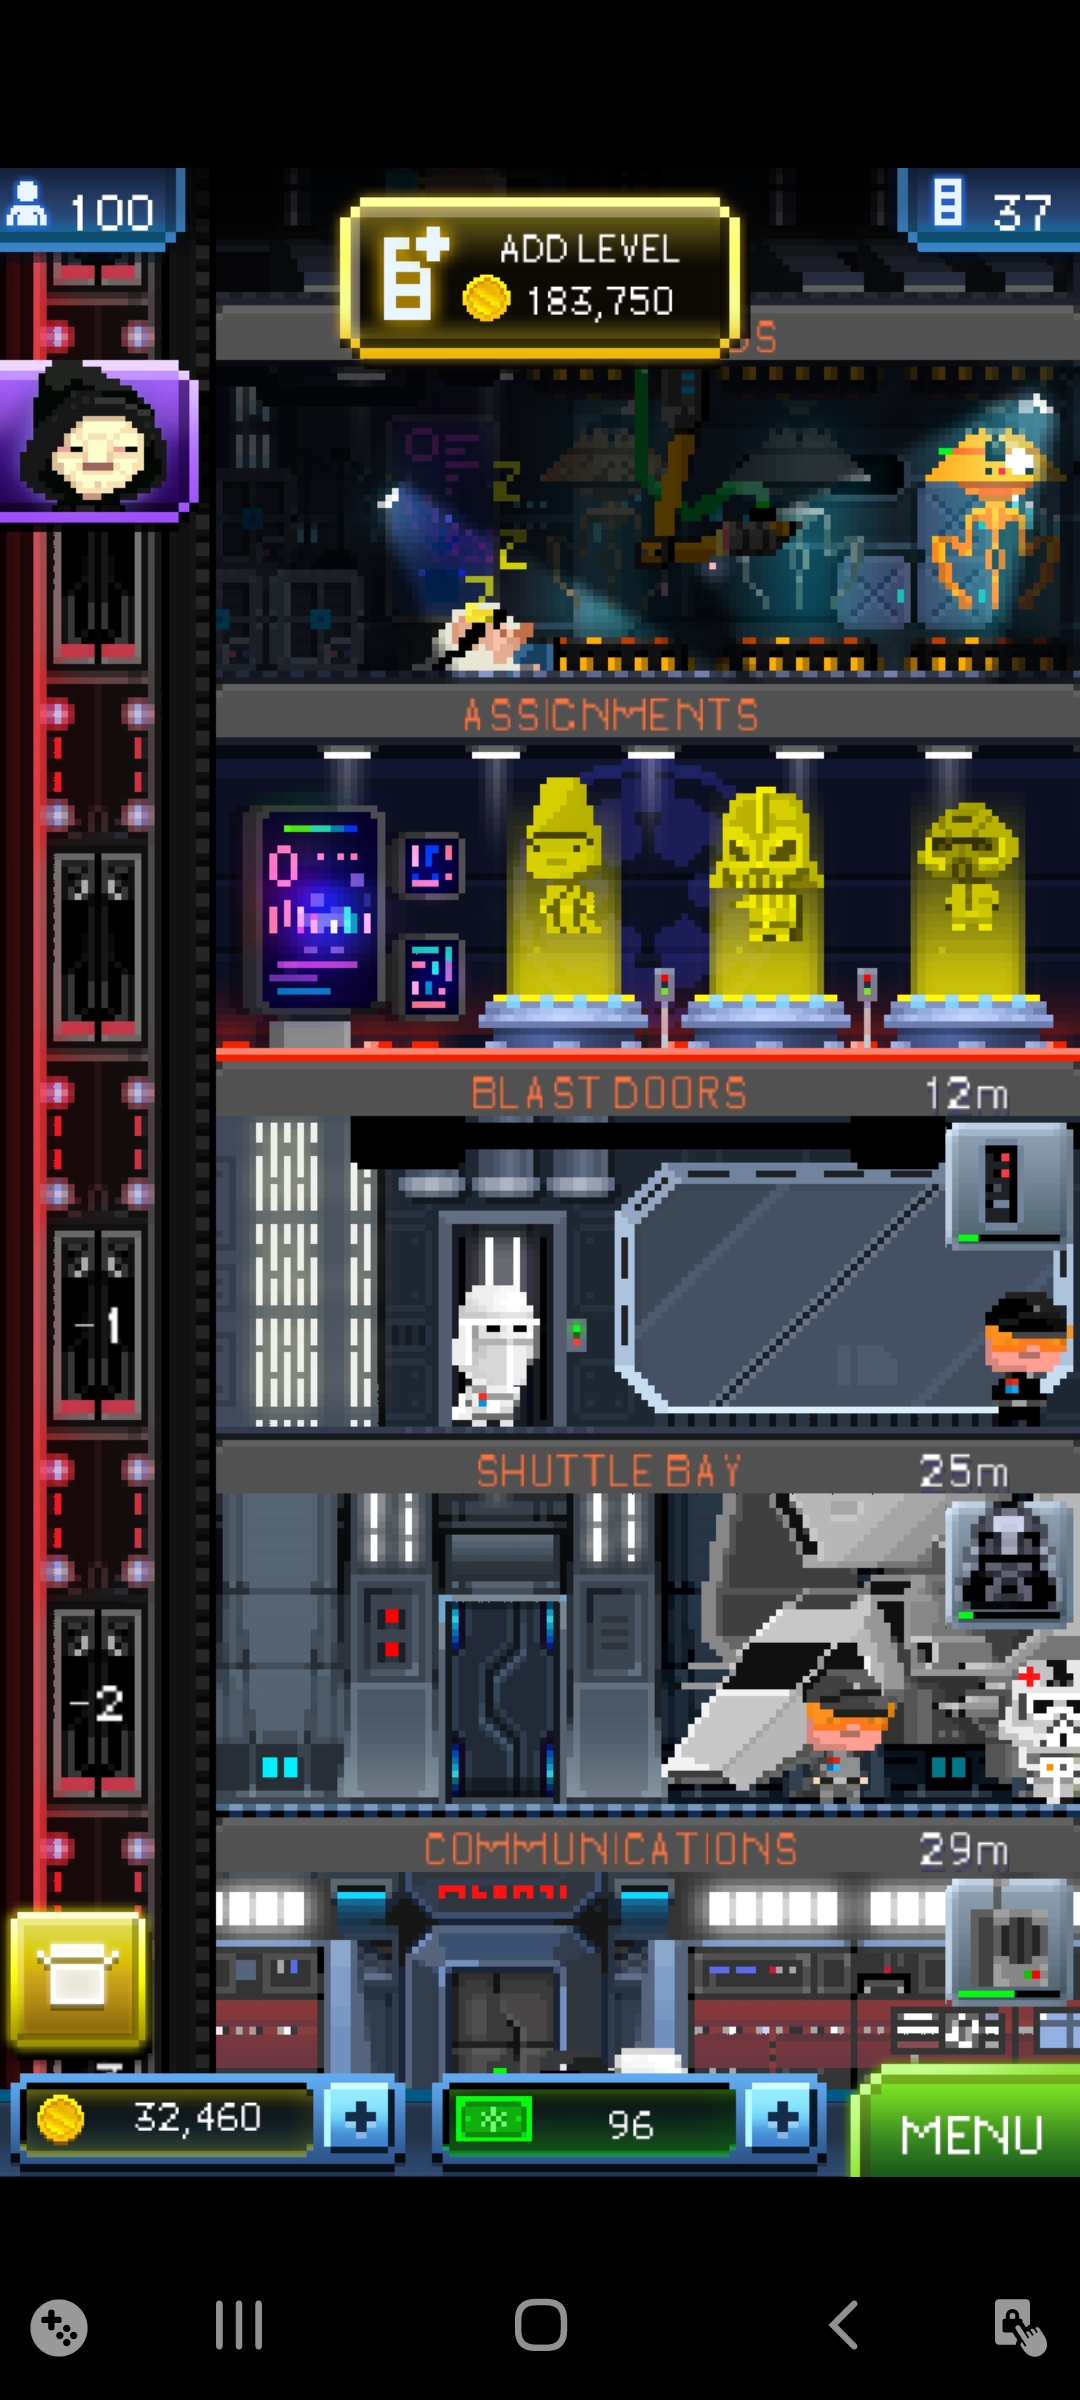 100
37
ADD LEVEL
183,750
ASSIGNMENTS
BLAST DOORS 12m
-1
SHUTTLE BAY 25m
-2
COMMUNICATIONS 29m
32,460
96
MENU